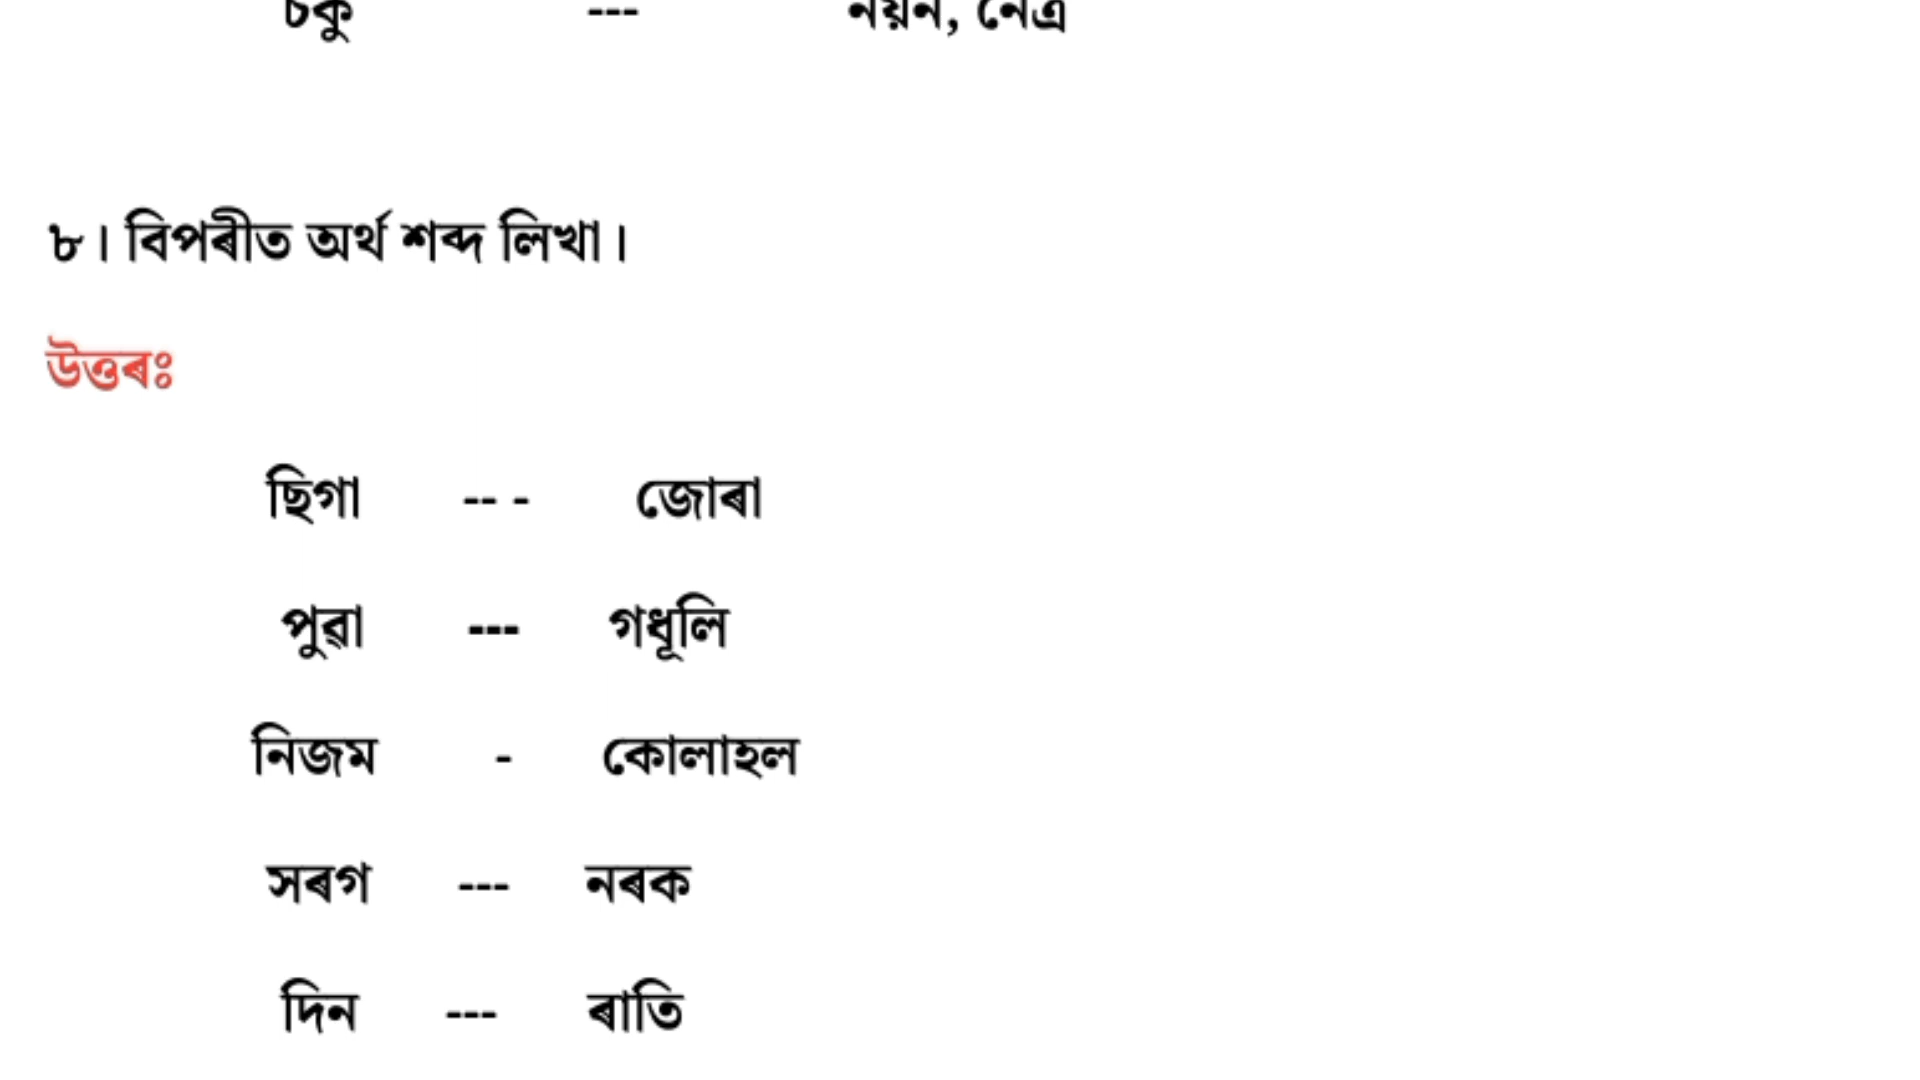 চকু --- নয়ন, নেত্ৰ
৮। বিপৰীত অৰ্থ শব্দ লিখা।
উত্তৰঃ
ছিগা -- - জোৰা
পুৱা --- গধূলি
নিজম - কোলাহল
সৰগ --- নৰক
দিন --- ৰাতি